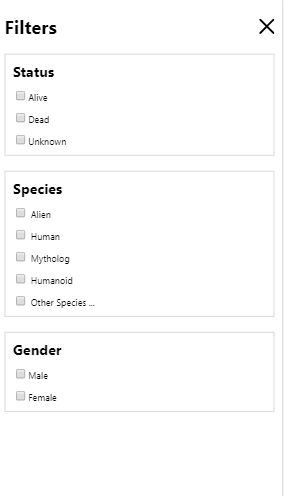 Filters
Status
Alive
Dead
Unknown
Species
Alien
Human
Mytholog
Humanoid
Other Species ...
Gender
Male
Female